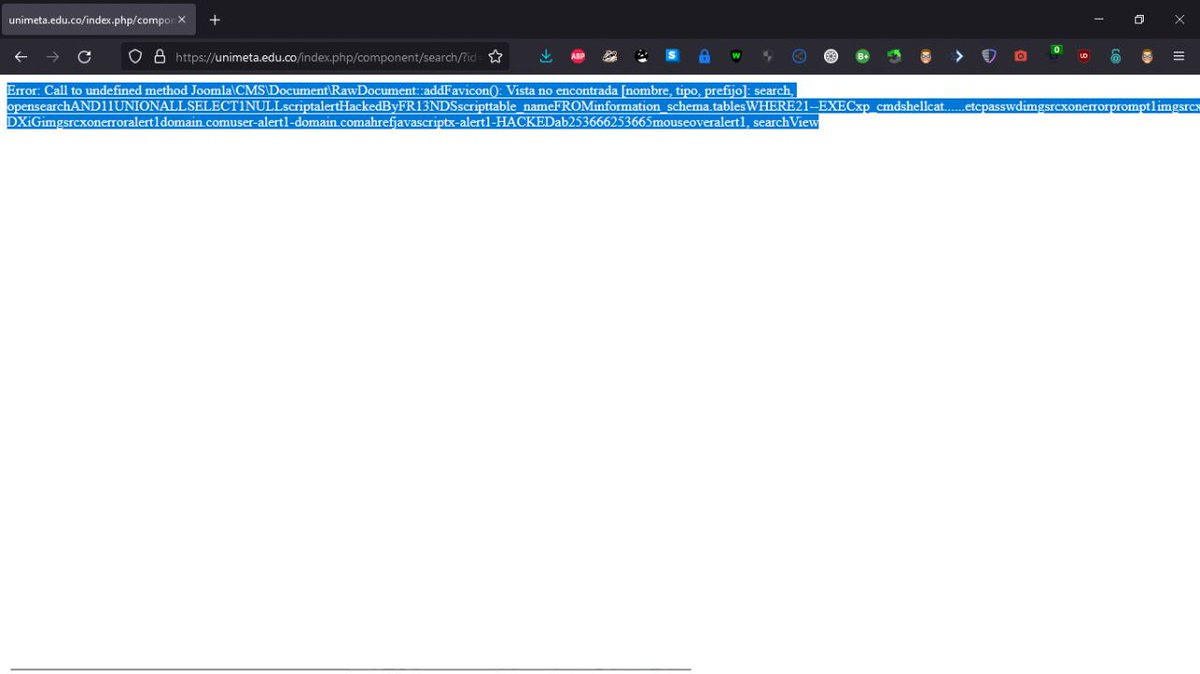 unimeta.edu.co/index.php/compo
https://unimeta.edu.co/index.php/component/search/?id
ABP
S
W
B+
0
UD
Error: Call to undefined method Joomla\CMS\Document\RawDocument::addFavicon(): Vista no encontrada [nombre, tipo, prefijo]: search,
opensearchAND11UNIONALLSELECT1NULLscriptalertHackedByFR13NDSscripttable_nameFROMinformation_schema.tablesWHERE21--EXECxp_cmdshellcat......etcpasswdimgsrcxonerrorprompt1imgsrcx
DXiGimgsrcxonerroralert1domain.comuser-alert1-domain.comahrefjavascriptx-alert1-HACKEDab253666253665mouseoveralert1, searchView